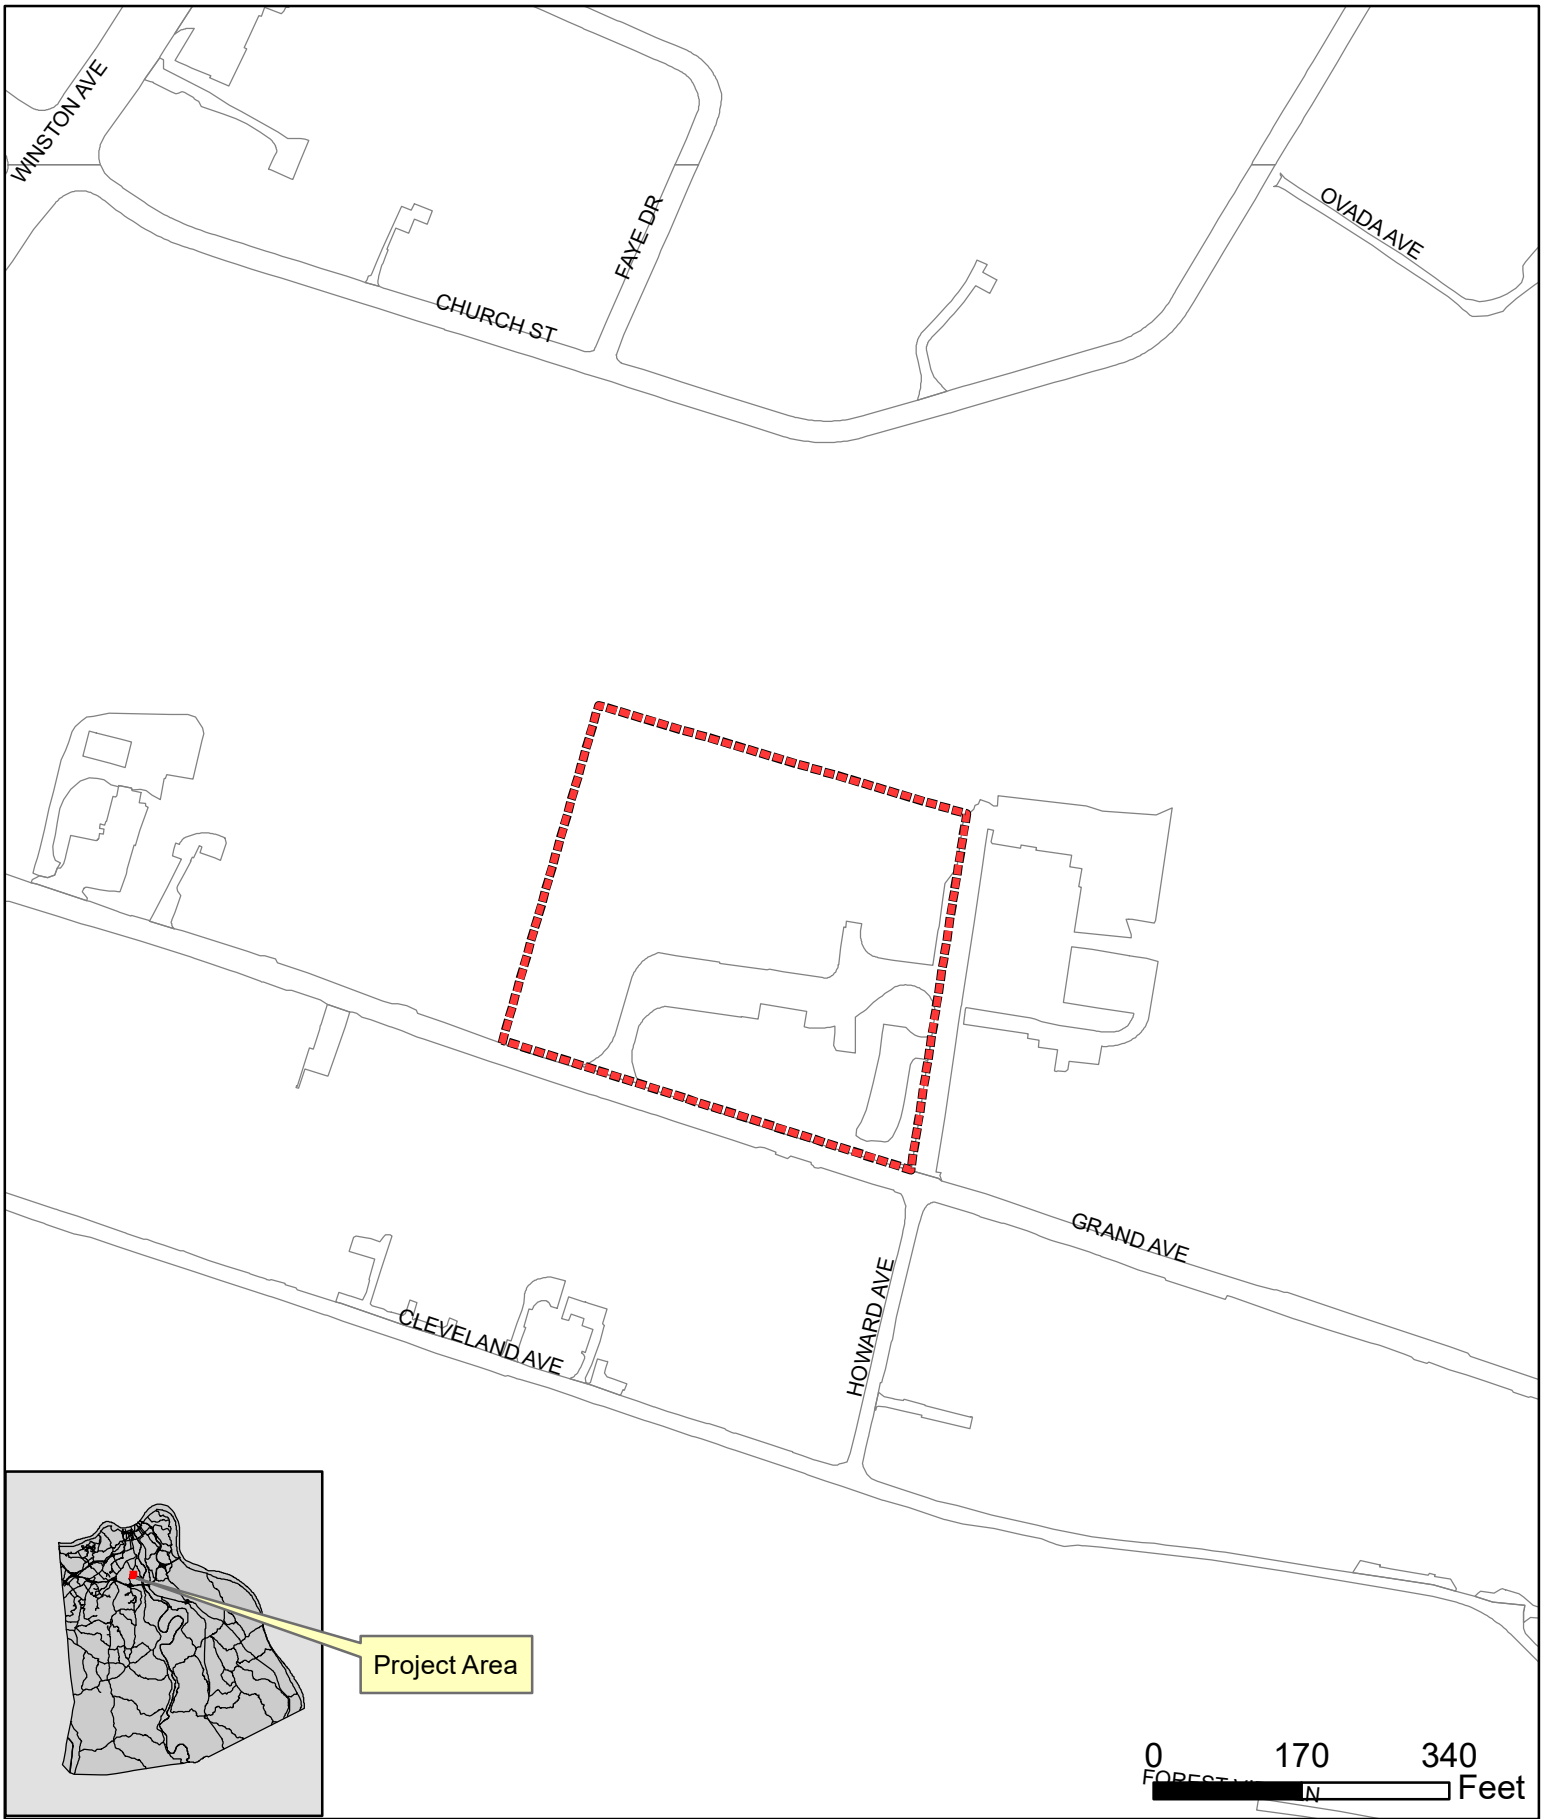 WINSTON AVE
OVADA AVE
FAYE DR
CHURCH ST
GRAND AVE
HOWARD AVE
CLEVELAND AVE
Project Area
0 170 340
FOREST
Feet